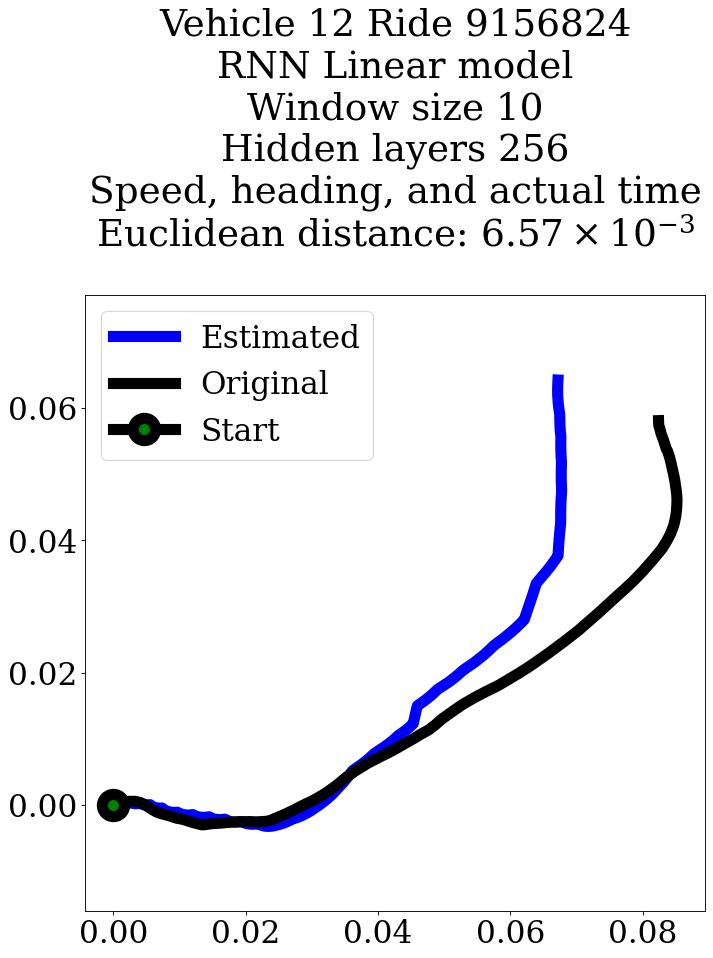 Vehicle 12 Ride 9156824
RNN Linear model
Window size 10
Hidden layers 256
Speed, heading, and actual time
Euclidean distance: 6.57 × 10⁻³
Estimated
Original
Start
0.06
0.04
0.02
0.00
0.00 0.02 0.04 0.06 0.08